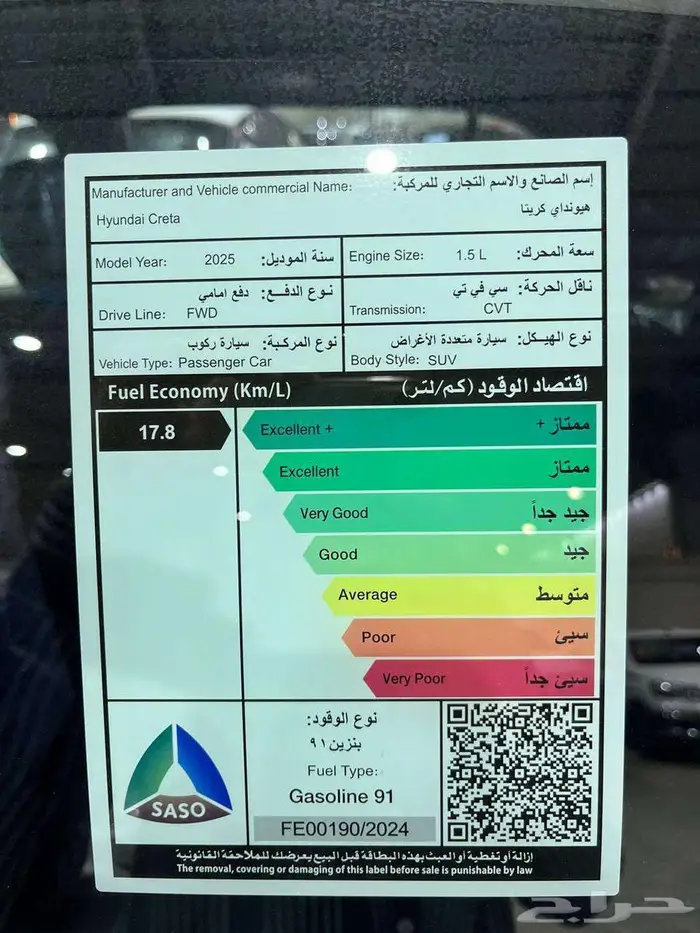 Manufacturer and Vehicle commercial Name: إسم الصانع والاسم التجاري للمركبة:
Hyundai Creta هيونداي كريتا
Model Year: 2025 سنة الموديل:
Engine Size: 1.5 L سعة المحرك:
نوع الدفع: دفع امامي
Drive Line: FWD
ناقل الحركة: سي في تي
Transmission: CVT
نوع المركبة: سيارة ركوب
Vehicle Type: Passenger Car
نوع الهيكل: سيارة متعددة الأغراض
Body Style: SUV
Fuel Economy (Km/L) اقتصاد الوقود (كم/لتر)
17.8
Excellent + ممتاز +
Excellent ممتاز
Very Good جيد جداً
Good جيد
Average متوسط
Poor سيئ
Very Poor سيئ جداً
SASO
نوع الوقود:
بنزين ٩١
Fuel Type:
Gasoline 91
FE00190/2024
إزالة أو تغطية أو العبث بهذه البطاقة قبل البيع يعرضك للملاحقة القانونية
The removal, covering or damaging of this label before sale is punishable by law
حراج